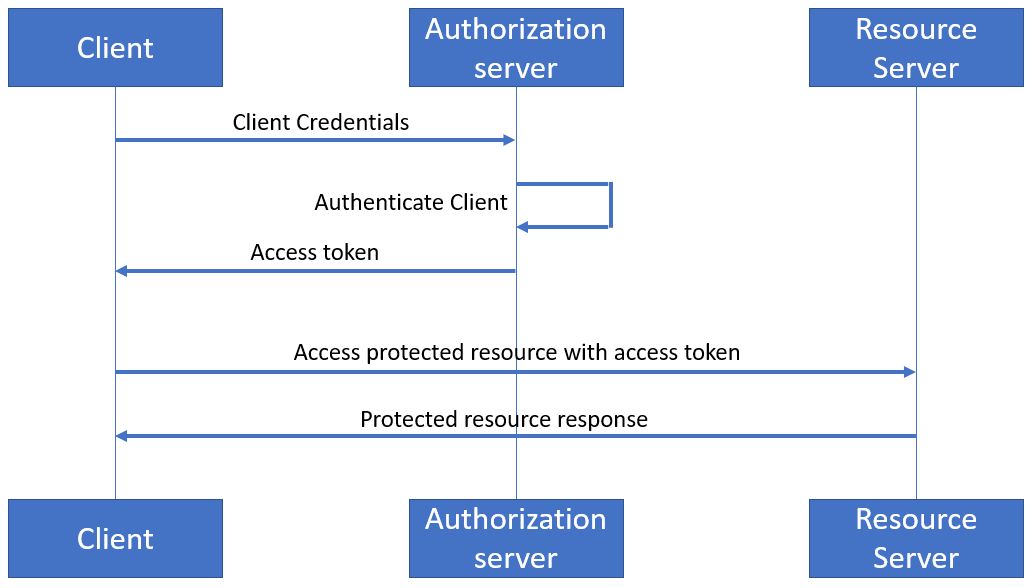 Client
Authorization
server
Resource
Server
Client Credentials
Authenticate Client
Access token
Access protected resource with access token
Protected resource response
Client
Authorization
server
Resource
Server